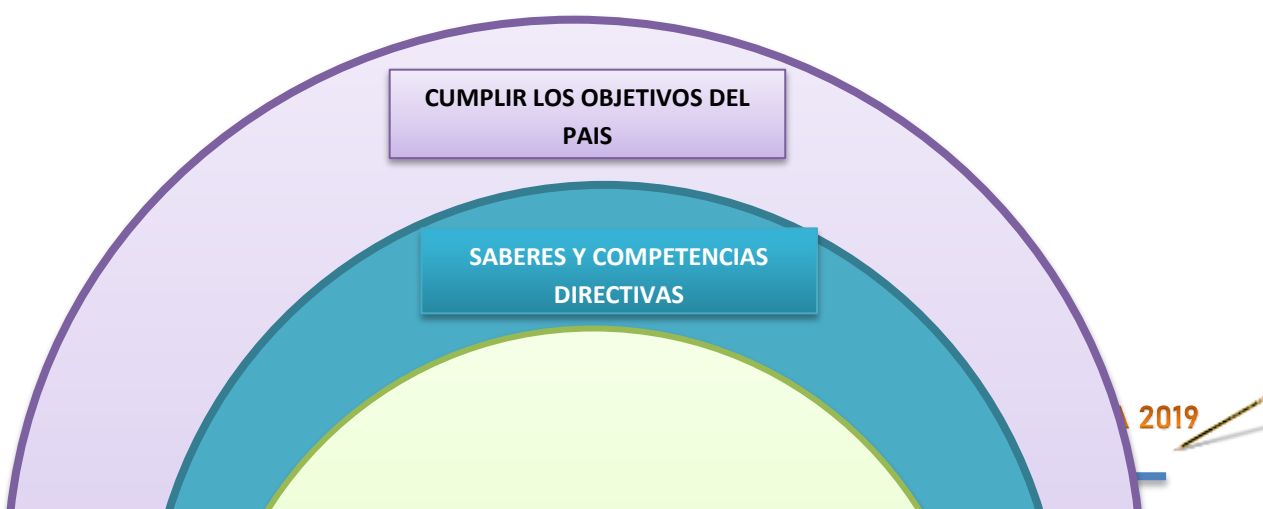 CUMPLIR LOS OBJETIVOS DEL
PAIS
SABERES Y COMPETENCIAS
DIRECTIVAS
2019